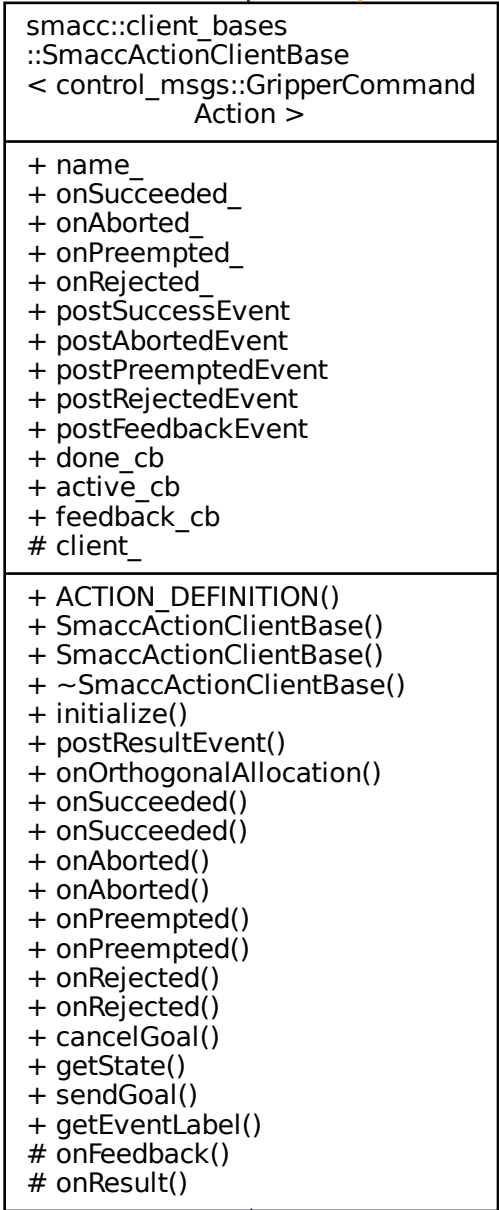 smacc::client_bases
::SmaccActionClientBase
< control_msgs::GripperCommand
Action >
+ name_
+ onSucceeded_
+ onAborted_
+ onPreempted_
+ onRejected_
+ postSuccessEvent
+ postAbortedEvent
+ postPreemptedEvent
+ postRejectedEvent
+ postFeedbackEvent
+ done_cb
+ active_cb
+ feedback_cb
# client_
+ ACTION_DEFINITION()
+ SmaccActionClientBase()
+ SmaccActionClientBase()
+ ~SmaccActionClientBase()
+ initialize()
+ postResultEvent()
+ onOrthogonalAllocation()
+ onSucceeded()
+ onSucceeded()
+ onAborted()
+ onAborted()
+ onPreempted()
+ onPreempted()
+ onRejected()
+ onRejected()
+ cancelGoal()
+ getState()
+ sendGoal()
+ getEventLabel()
# onFeedback()
# onResult()